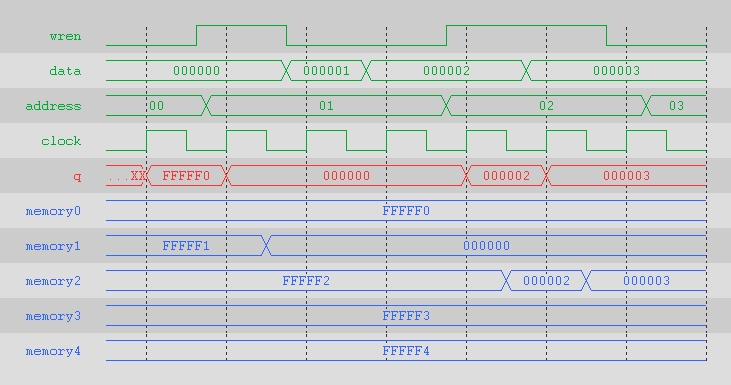 wren
data 000000 000001 000002 000003
address 00 01 02 03
clock
q ...XX FFFFF0 000000 000002 000003
memory0 FFFFF0
memory1 FFFFF1 000000
memory2 FFFFF2 000002 000003
memory3 FFFFF3
memory4 FFFFF4